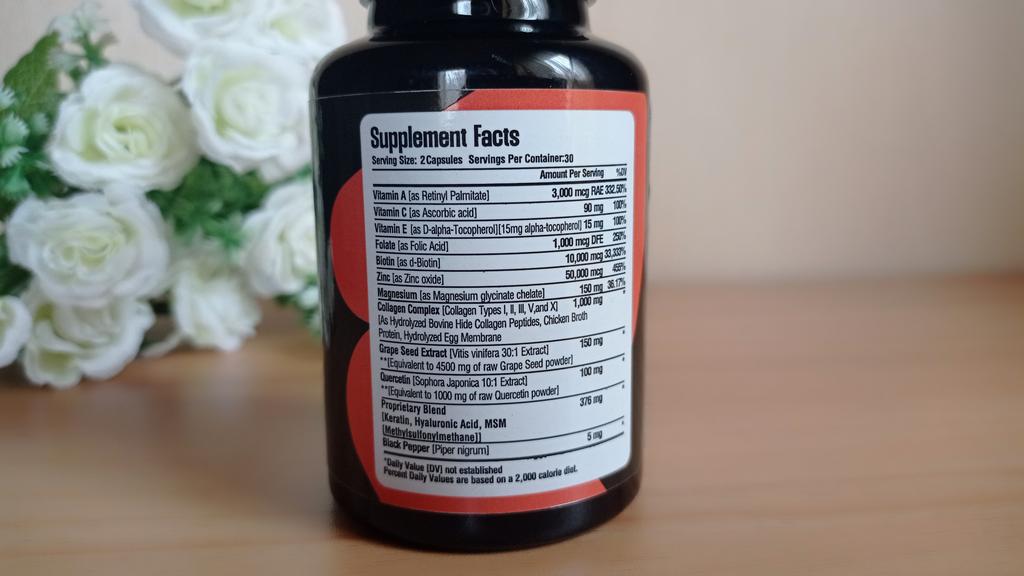 Supplement Facts
Serving Size: 2 Capsules Servings Per Container:30
Amount Per Serving %DV
Vitamin A [as Retinyl Palmitate] 3,000 mcg RAE 332.50%
Vitamin C [as Ascorbic acid] 90 mg 100%
Vitamin E [as D-alpha-Tocopherol][15mg alpha-tocopherol] 15 mg 100%
Folate [as Folic Acid] 1,000 mcg DFE 250%
Biotin [as d-Biotin] 10,000 mcg 33,333%
Zinc [as Zinc oxide] 50,000 mcg 455%
Magnesium [as Magnesium glycinate chelate] 150 mg 36.17%
Collagen Complex [Collagen Types I, II, III, V,and X] 1,000 mg *
[As Hydrolyzed Bovine Hide Collagen Peptides, Chicken Broth
Protein, Hydrolyzed Egg Membrane
Grape Seed Extract [Vitis vinifera 30:1 Extract] 150 mg *
**[Equivalent to 4500 mg of raw Grape Seed powder]
Quercetin [Sophora Japonica 10:1 Extract] 100 mg *
**[Equivalent to 1000 mg of raw Quercetin powder]
Proprietary Blend 376 mg *
[Keratin, Hyaluronic Acid, MSM
[Methylsulfonylmethane]]
Black Pepper [Piper nigrum] 5 mg *
*Daily Value [DV) not established
Percent Daily Values are based on a 2,000 calorie diet.